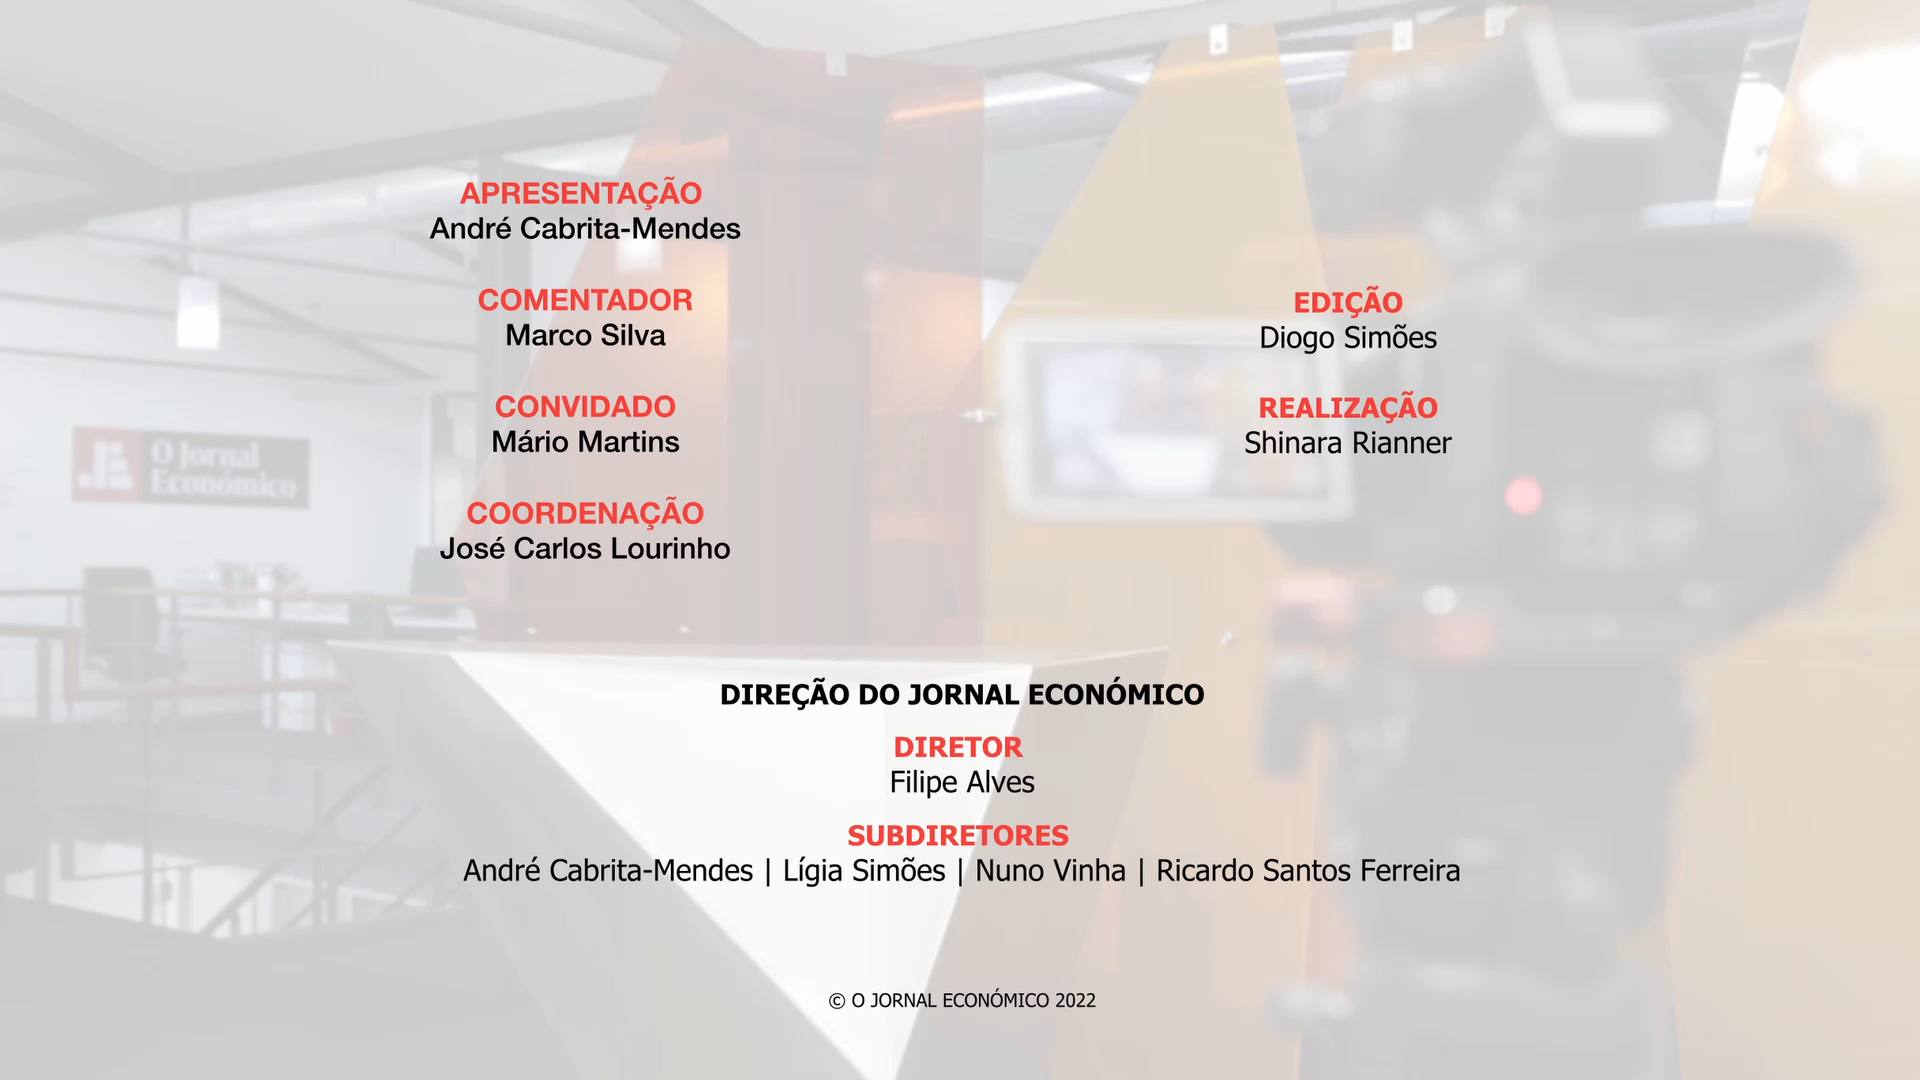 APRESENTAÇÃO
André Cabrita-Mendes
COMENTADOR
Marco Silva
CONVIDADO
Mário Martins
COORDENAÇÃO
José Carlos Lourinho
EDIÇÃO
Diogo Simões
REALIZAÇÃO
Shinara Rianner
O Jornal
Económico
DIREÇÃO DO JORNAL ECONÓMICO
DIRETOR
Filipe Alves
SUBDIRETORES
André Cabrita-Mendes | Lígia Simões | Nuno Vinha | Ricardo Santos Ferreira
© O JORNAL ECONÓMICO 2022